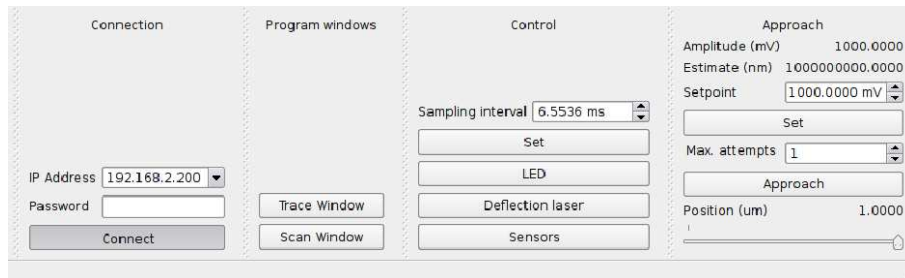 Connection
IP Address 192.168.2.200
Password
Connect
Program windows
Trace Window
Scan Window
Control
Sampling interval 6.5536 ms
Set
LED
Deflection laser
Sensors
Approach
Amplitude (mV) 1000.0000
Estimate (nm) 1000000000.0000
Setpoint 1000.0000 mV
Set
Max. attempts 1
Approach
Position (um) 1.0000